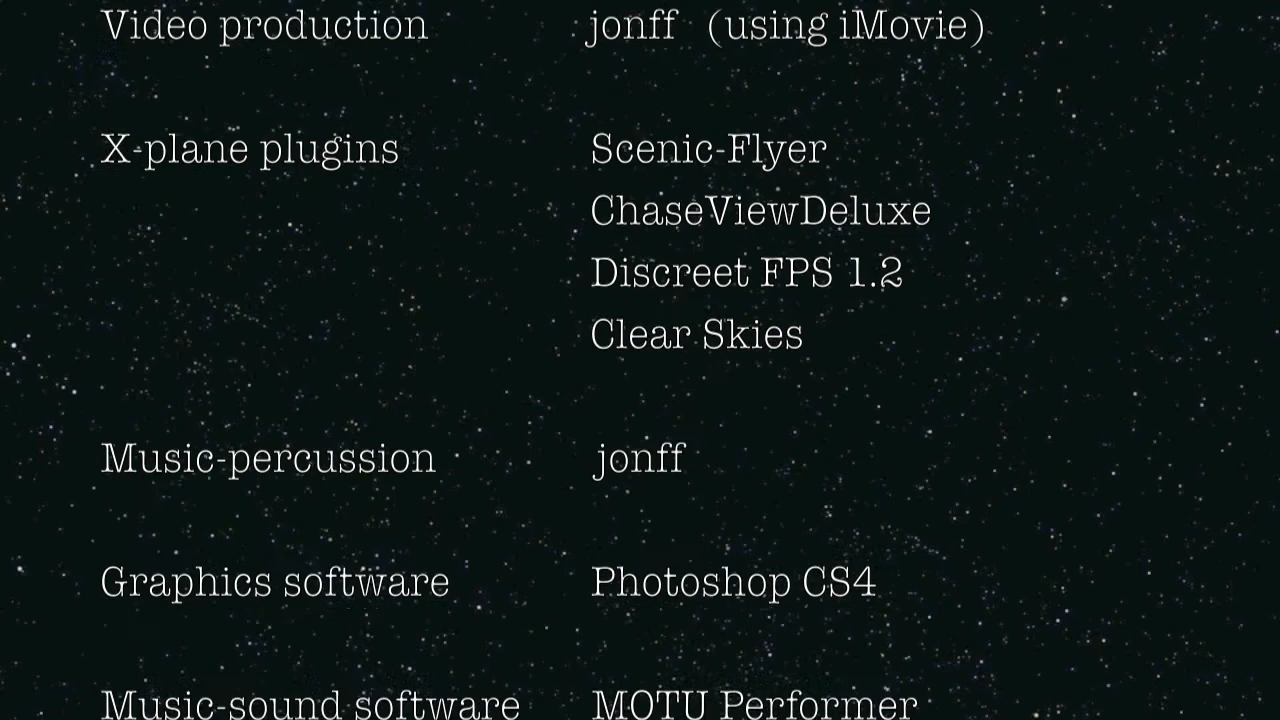 Video production jonff (using iMovie)
X-plane plugins Scenic-Flyer
ChaseViewDeluxe
Discreet FPS 1.2
Clear Skies
Music-percussion jonff
Graphics software Photoshop CS4
Music-sound software MOTU Performer